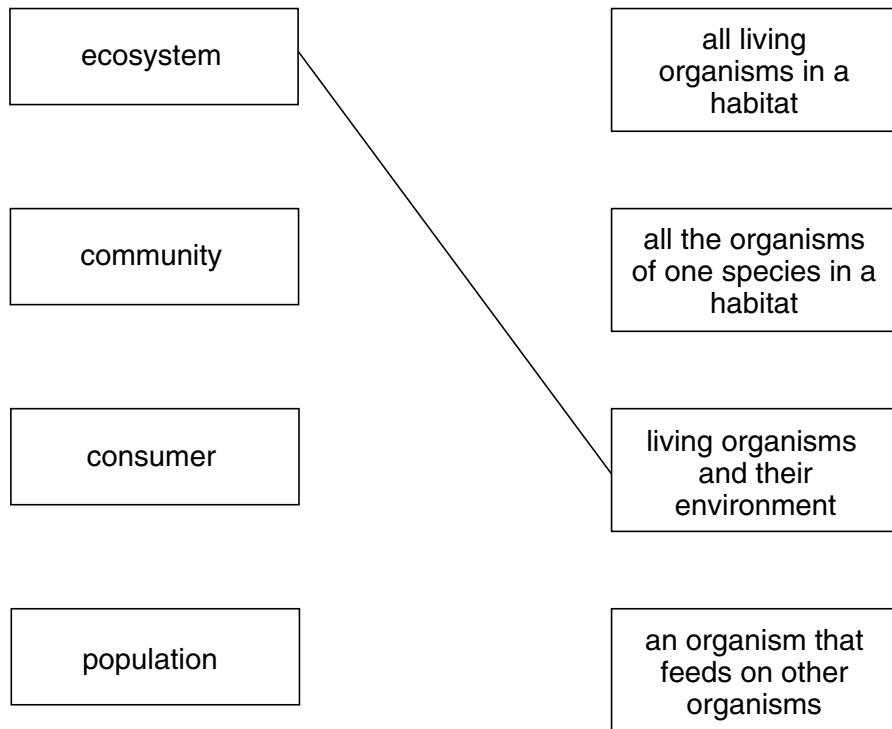 ecosystem
all living
organisms in a
habitat
community
all the organisms
of one species in a
habitat
consumer
living organisms
and their
environment
population
an organism that
feeds on other
organisms